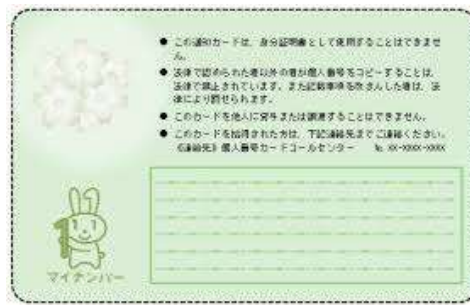 ● この通知カードは、身分証明書として使用することはできませ
ん。
● 法律で認められた者以外の者が個人番号をコピーすることは、
法律で禁止されています。また記載事項を改ざんした者は、法
律により罰せられます。
● このカードを他人に貸与または譲渡することはできません。
● このカードを拾得された方は、下記連絡先までご連絡ください。
《連絡先》個人番号カードコールセンター ℡ XX-XXXX-XXXX
マイナンバー